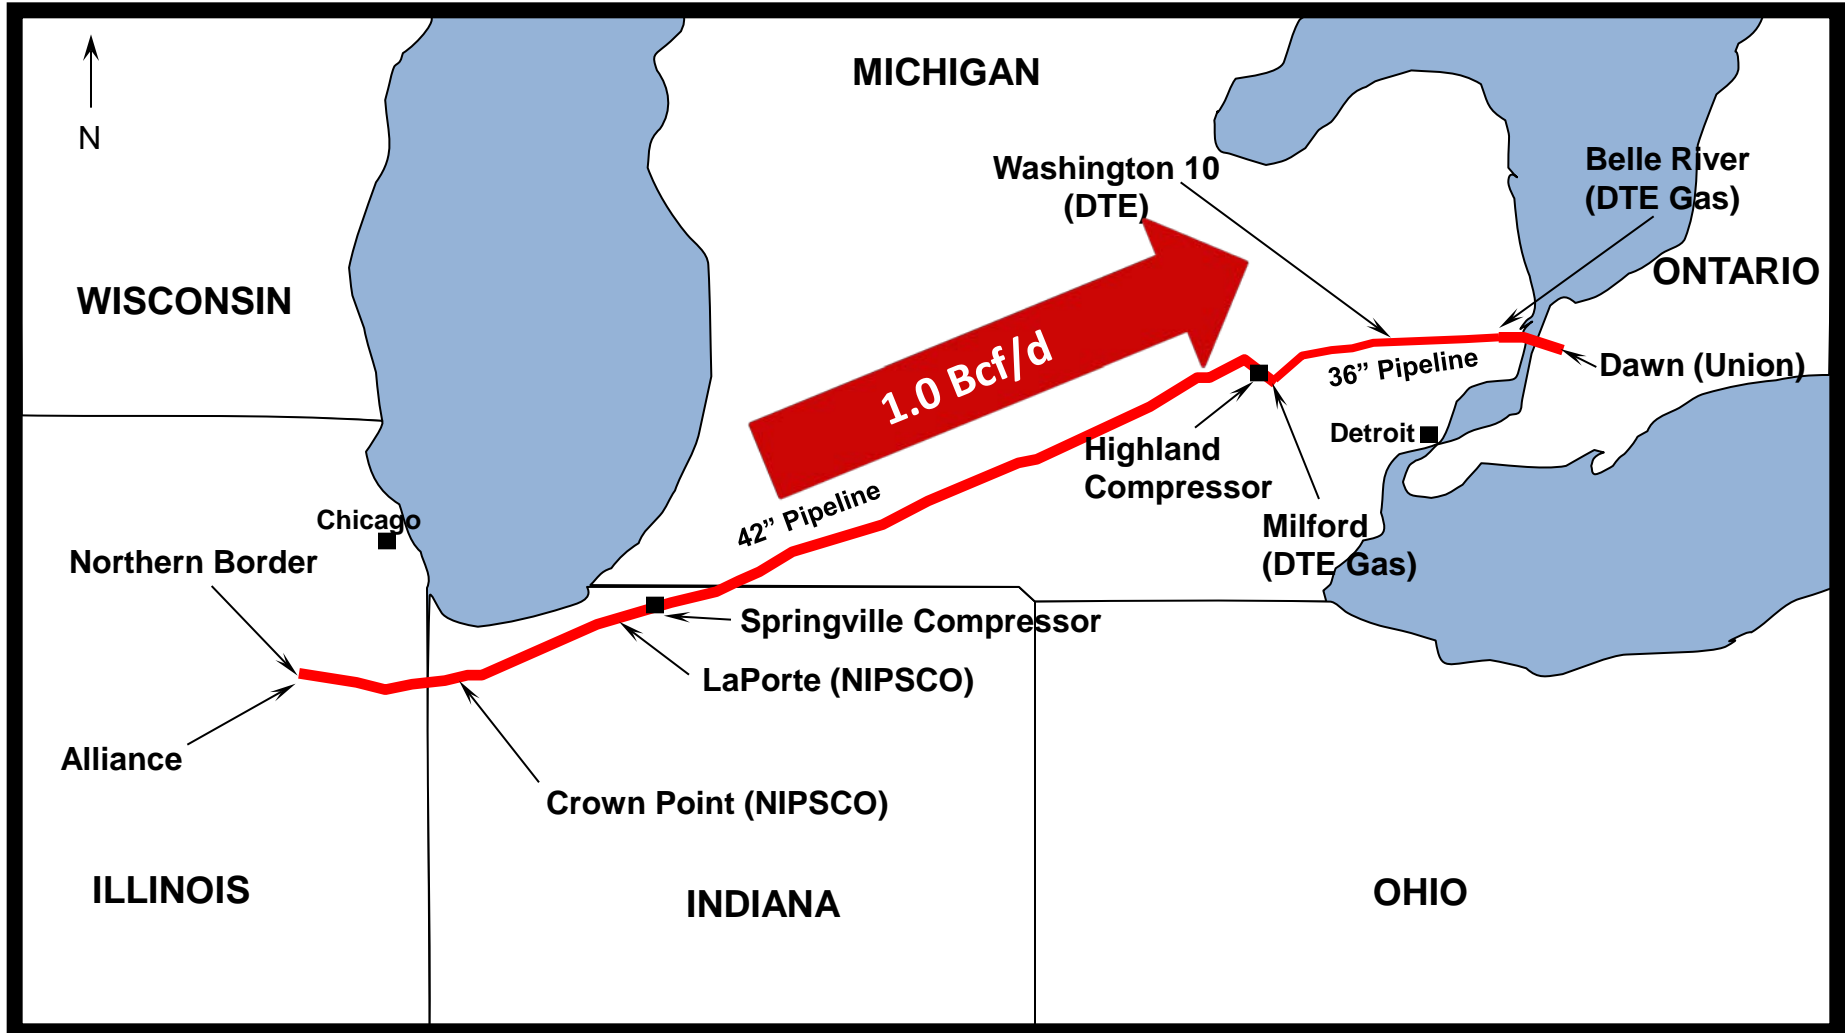 MICHIGAN
N
Washington 10
(DTE)
Belle River
(DTE Gas)
WISCONSIN
ONTARIO
1.0 Bcf/d
36” Pipeline
Dawn (Union)
Detroit
Highland
Compressor
42” Pipeline
Chicago
Milford
(DTE Gas)
Northern Border
Springville Compressor
LaPorte (NIPSCO)
Alliance
Crown Point (NIPSCO)
ILLINOIS
INDIANA
OHIO